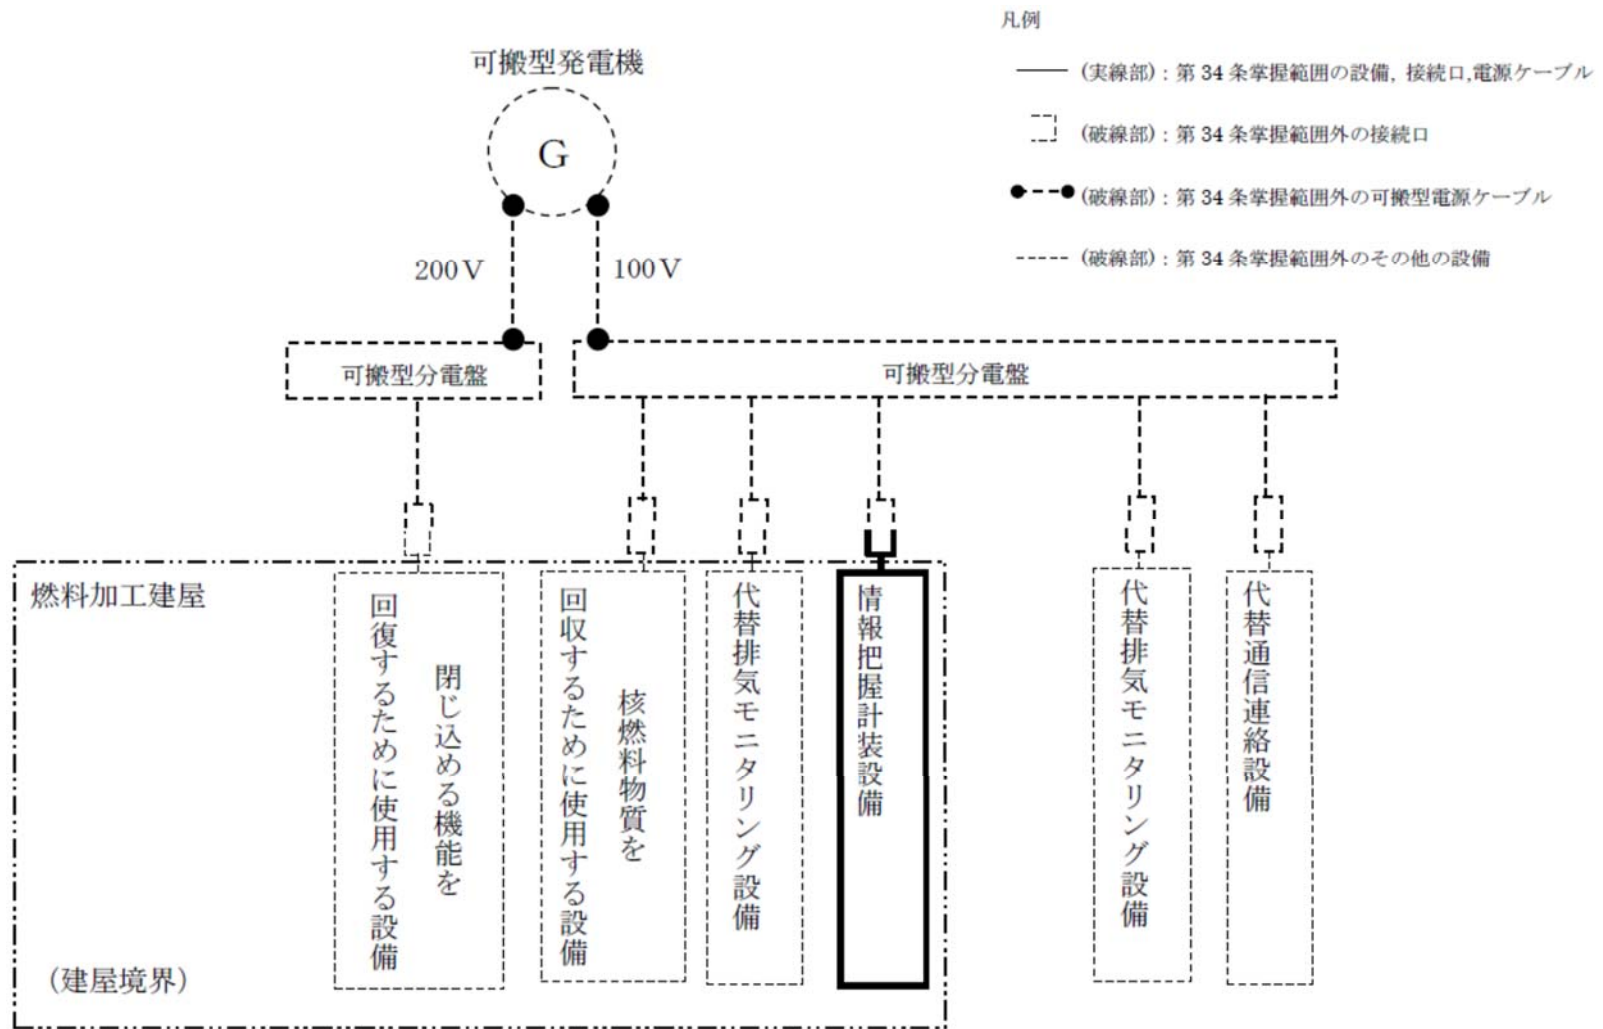 凡例
可搬型発電機
(実線部)：第 34 条掌握範囲の設備，接続口,電源ケーブル
(破線部)：第 34 条掌握範囲外の接続口
G
(破線部)：第 34 条掌握範囲外の可搬型電源ケーブル
(破線部)：第 34 条掌握範囲外のその他の設備
200V
100V
可搬型分電盤
可搬型分電盤
燃料加工建屋
閉じ込める機能を
回復するために使用する設備
核燃料物質を
回収するために使用する設備
代替排気モニタリング設備
情報把握計装設備
代替排気モニタリング設備
代替通信連絡設備
(建屋境界)